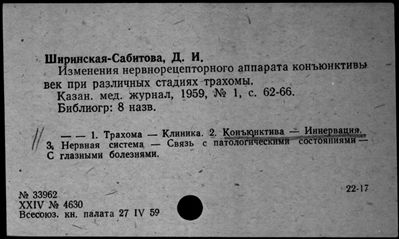 Ширинская-Сабитова, Д. И.
Изменения нервнорецепторного аппарата конъюнктивы
век при различных стадиях трахомы.
Казан. мед. журнал, 1959, № 1, с. 62-66.
Библиогр: 8 назв.
— — 1. Трахома — Клиника. 2. Конъюнктива — Иннервация.
3. Нервная система — Связь с патологическими состояниями —
С глазными болезнями.
№ 33962
22-17
XXIV № 4630
Всесоюз. кн. палата 27 IV 59